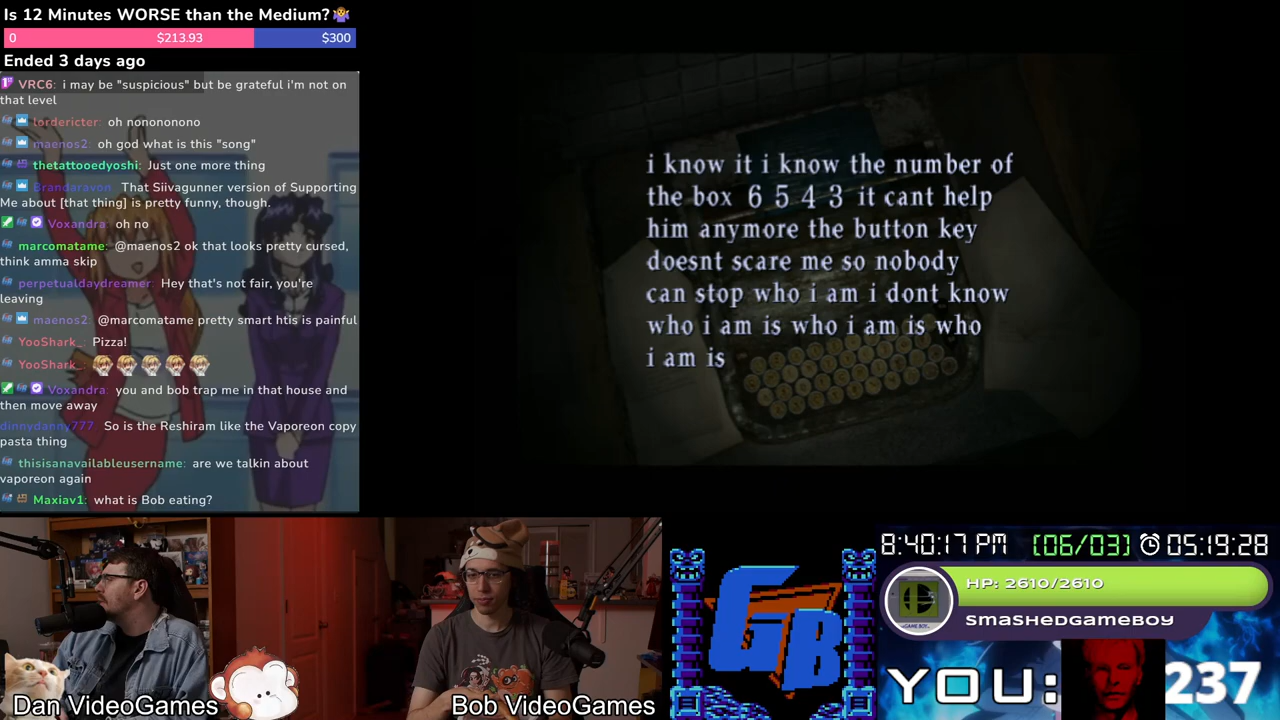 Is 12 Minutes WORSE than the Medium?
0 $213.93 $300
Ended 3 days ago
VRC6: i may be "suspicious" but be grateful i'm not on
that level
lordericter: oh nonononono
maenos2: oh god what is this "song"
thetattooedyoshi: Just one more thing
Brandaravon: That Siivagunner version of Supporting
Me about [that thing] is pretty funny, though.
Voxandra: oh no
marcomatame: @maenos2 ok that looks pretty cursed,
think amma skip
perpetualdaydreamer: Hey that's not fair, you're
leaving
maenos2: @marcomatame pretty smart htis is painful
YooShark_: Pizza!
YooShark_:
Voxandra: you and bob trap me in that house and
then move away
dinnydanny777: So is the Reshiram like the Vaporeon copy
pasta thing
thisisanavailableusername: are we talkin about
vaporeon again
Maxiav1: what is Bob eating?
i know it i know the number of
the box 6 5 4 3 it cant help
him anymore the button key
doesnt scare me so nobody
can stop who i am i dont know
who i am is who i am is who
i am is
Dan VideoGames
Bob VideoGames
GB
8:40:17 PM [06/03] 05:19:28
HP: 2610/2610
SmaSHeDGameBoy
YOU: 237